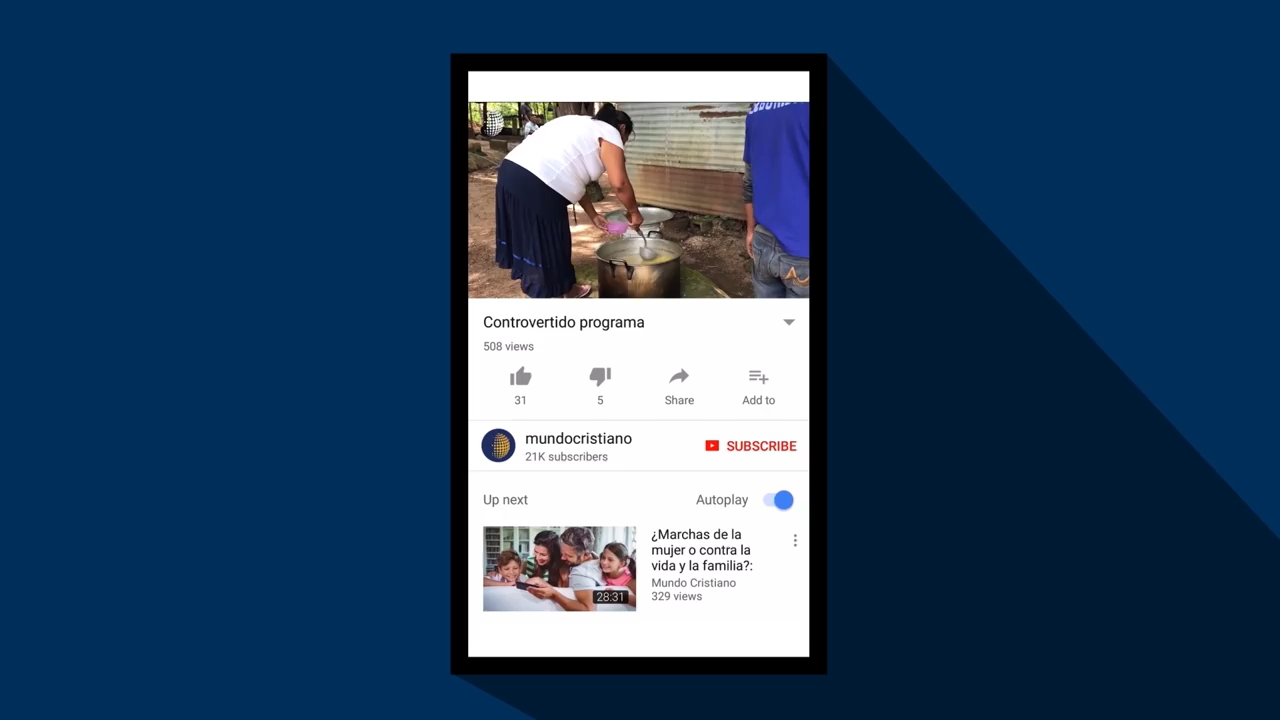 Controvertido programa
508 views
31
5
Share
Add to
mundocristiano
21K subscribers
SUBSCRIBE
Up next
Autoplay
¿Marchas de la
mujer o contra la
vida y la familia?:
Mundo Cristiano
329 views
28:31